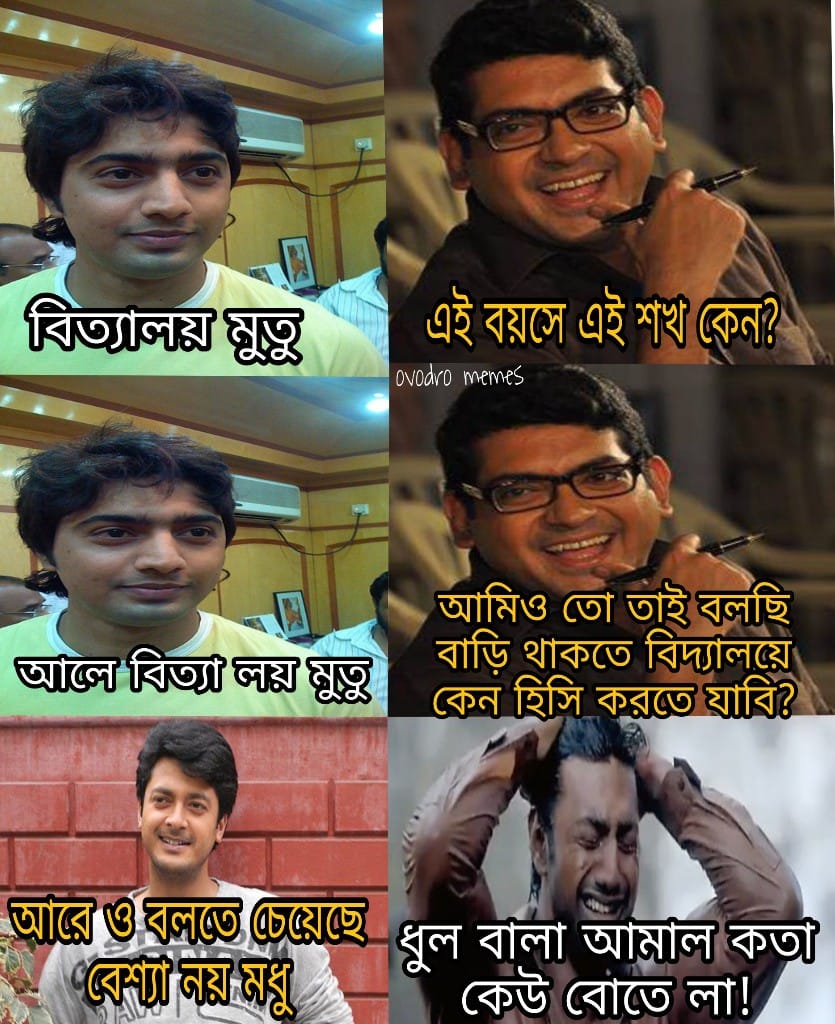 বিত্যালয় মুতু
এই বয়সে এই শখ কেন?
ovodro memes
আলে বিত্যা লয় মুতু
আমিও তো তাই বলছি
বাড়ি থাকতে বিদ্যালয়ে
কেন হিসি করতে যাবি?
আরে ও বলতে চেয়েছে
বেশ্যা নয় মধু
ধুল বালা আমাল কতা
কেউ বোতে লা!